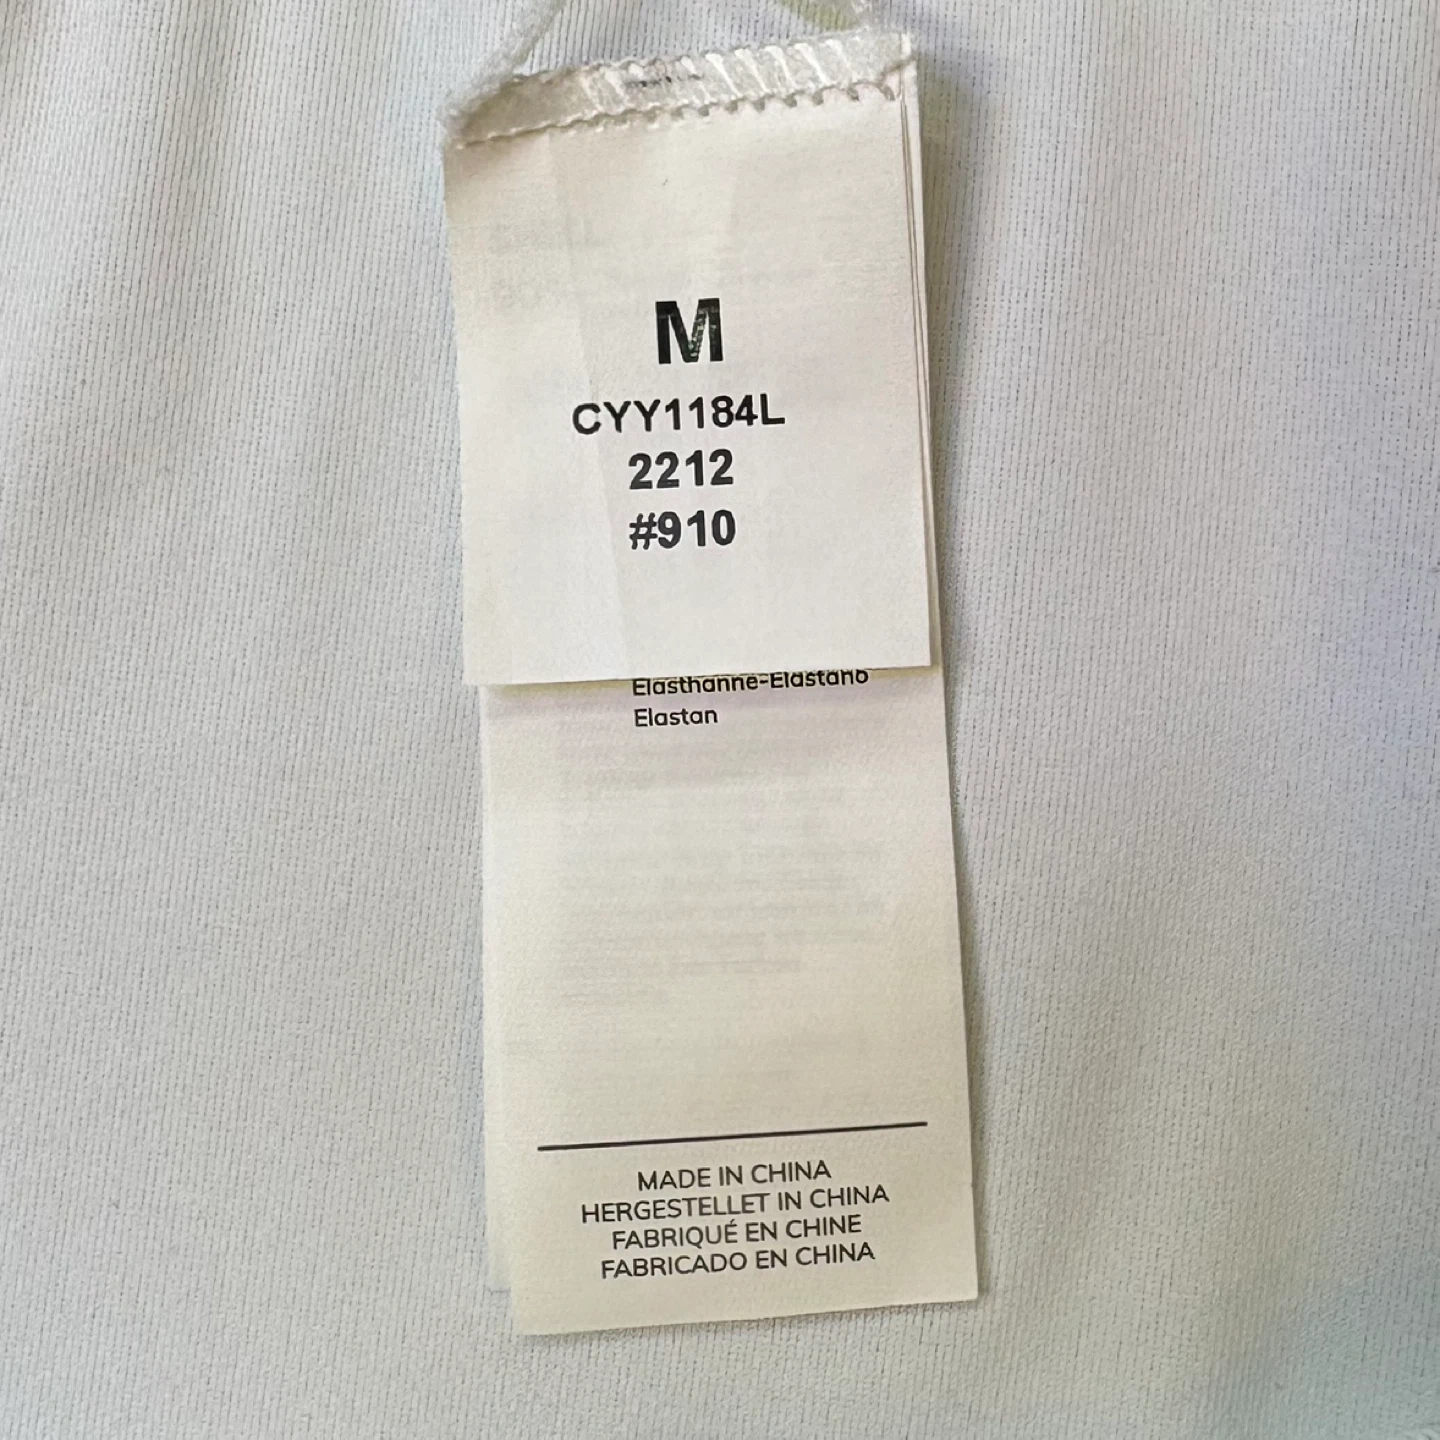 M
CYY1184L
2212
#910
Elasthanne-Elastano
Elastan
MADE IN CHINA
HERGESTELLET IN CHINA
FABRIQUÉ EN CHINE
FABRICADO EN CHINA